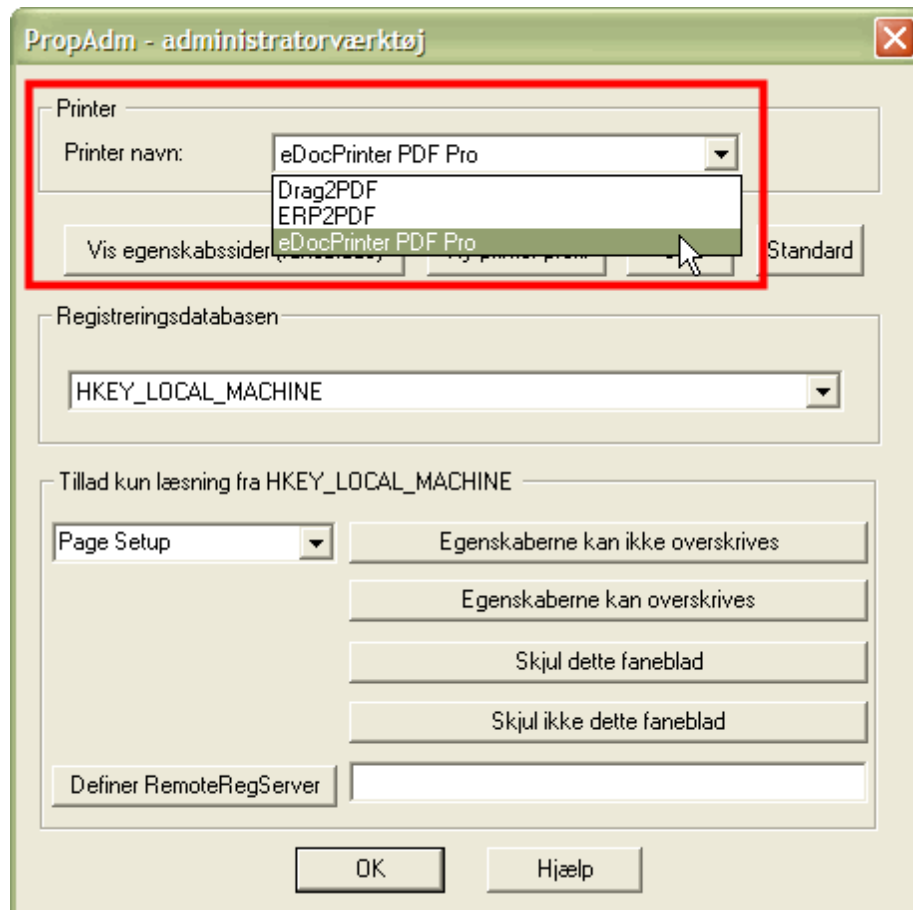 PropAdm - administratorværktøj
Printer
Printer navn:
eDocPrinter PDF Pro
Drag2PDF
ERP2PDF
eDocPrinter PDF Pro
Vis egenskabssider
Standard
Registreringsdatabasen
HKEY_LOCAL_MACHINE
Tillad kun læsning fra HKEY_LOCAL_MACHINE
Page Setup
Egenskaberne kan ikke overskrives
Egenskaberne kan overskrives
Skjul dette faneblad
Skjul ikke dette faneblad
Definer RemoteRegServer
OK
Hjælp